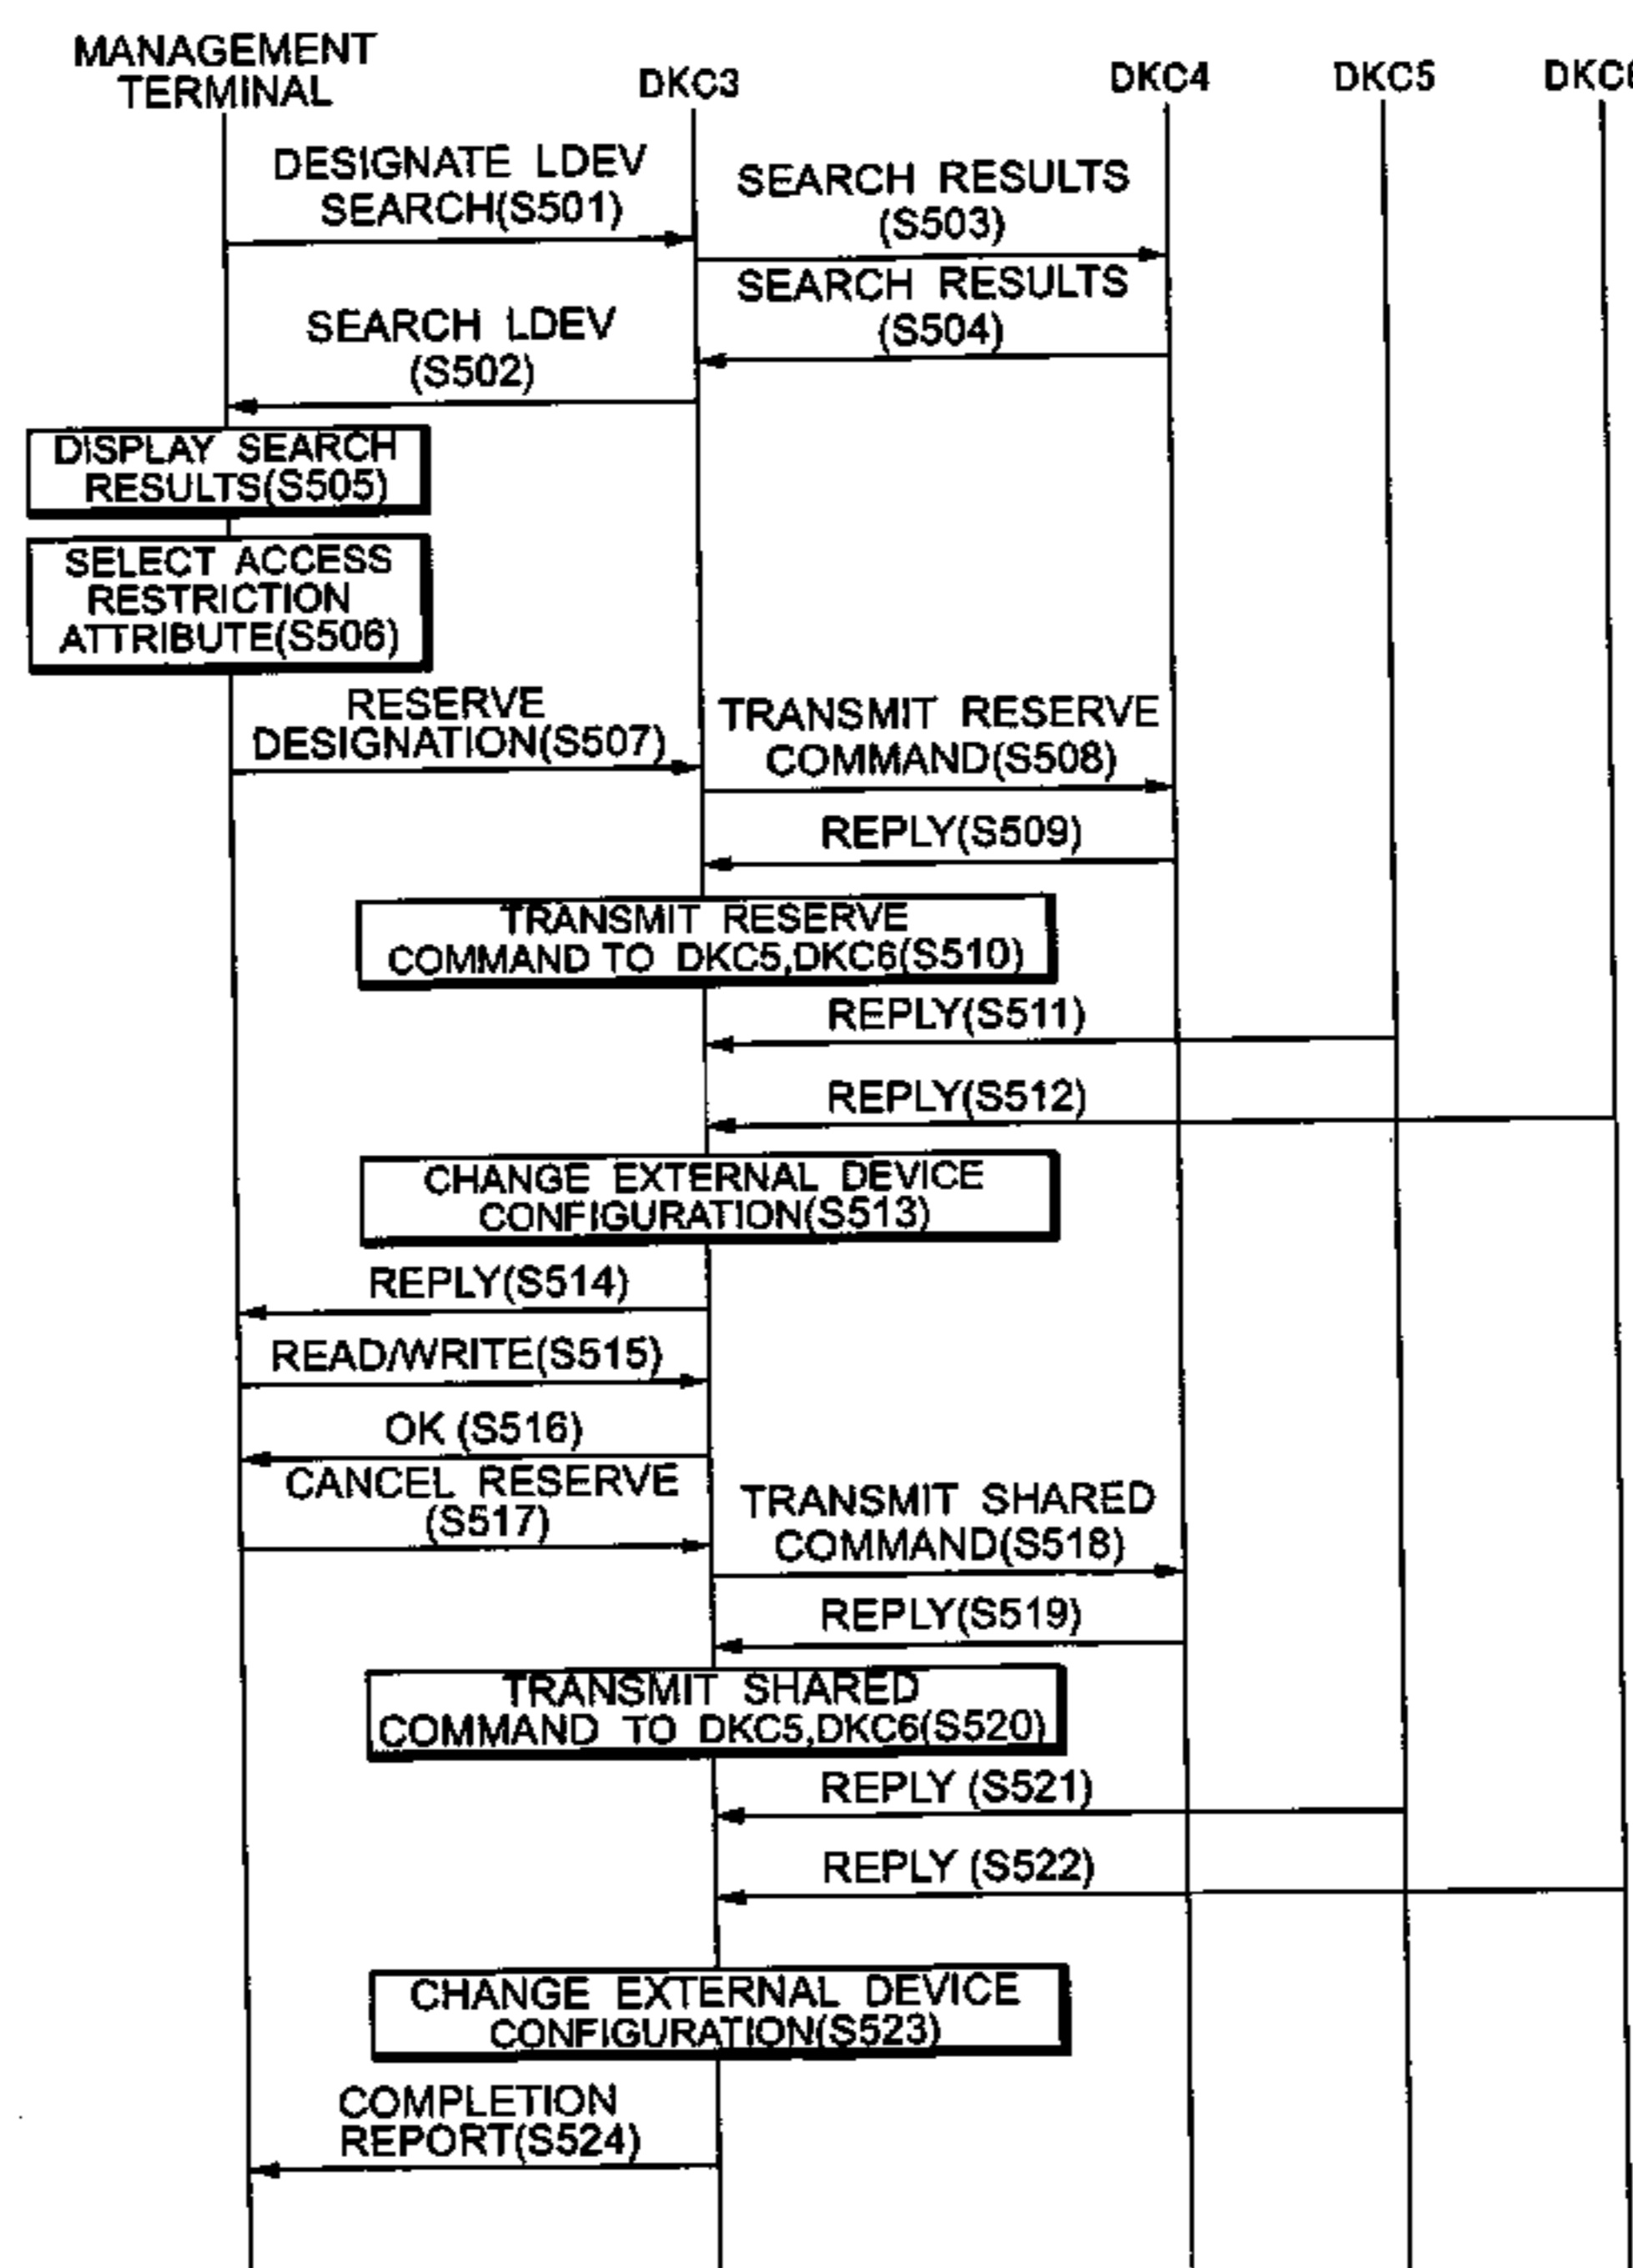 MANAGEMENT
TERMINAL
DKC3
DKC4
DKC5
DKC6
DESIGNATE LDEV
SEARCH(S501)
SEARCH RESULTS
(S503)
SEARCH RESULTS
(S504)
SEARCH LDEV
(S502)
DISPLAY SEARCH
RESULTS(S505)
SELECT ACCESS
RESTRICTION
ATTRIBUTE(S506)
RESERVE
DESIGNATION(S507)
TRANSMIT RESERVE
COMMAND(S508)
REPLY(S509)
TRANSMIT RESERVE
COMMAND TO DKC5,DKC6(S510)
REPLY(S511)
REPLY(S512)
CHANGE EXTERNAL DEVICE
CONFIGURATION(S513)
REPLY(S514)
READ/WRITE(S515)
OK (S516)
CANCEL RESERVE
(S517)
TRANSMIT SHARED
COMMAND(S518)
REPLY(S519)
TRANSMIT SHARED
COMMAND TO DKC5,DKC6(S520)
REPLY (S521)
REPLY (S522)
CHANGE EXTERNAL DEVICE
CONFIGURATION(S523)
COMPLETION
REPORT(S524)